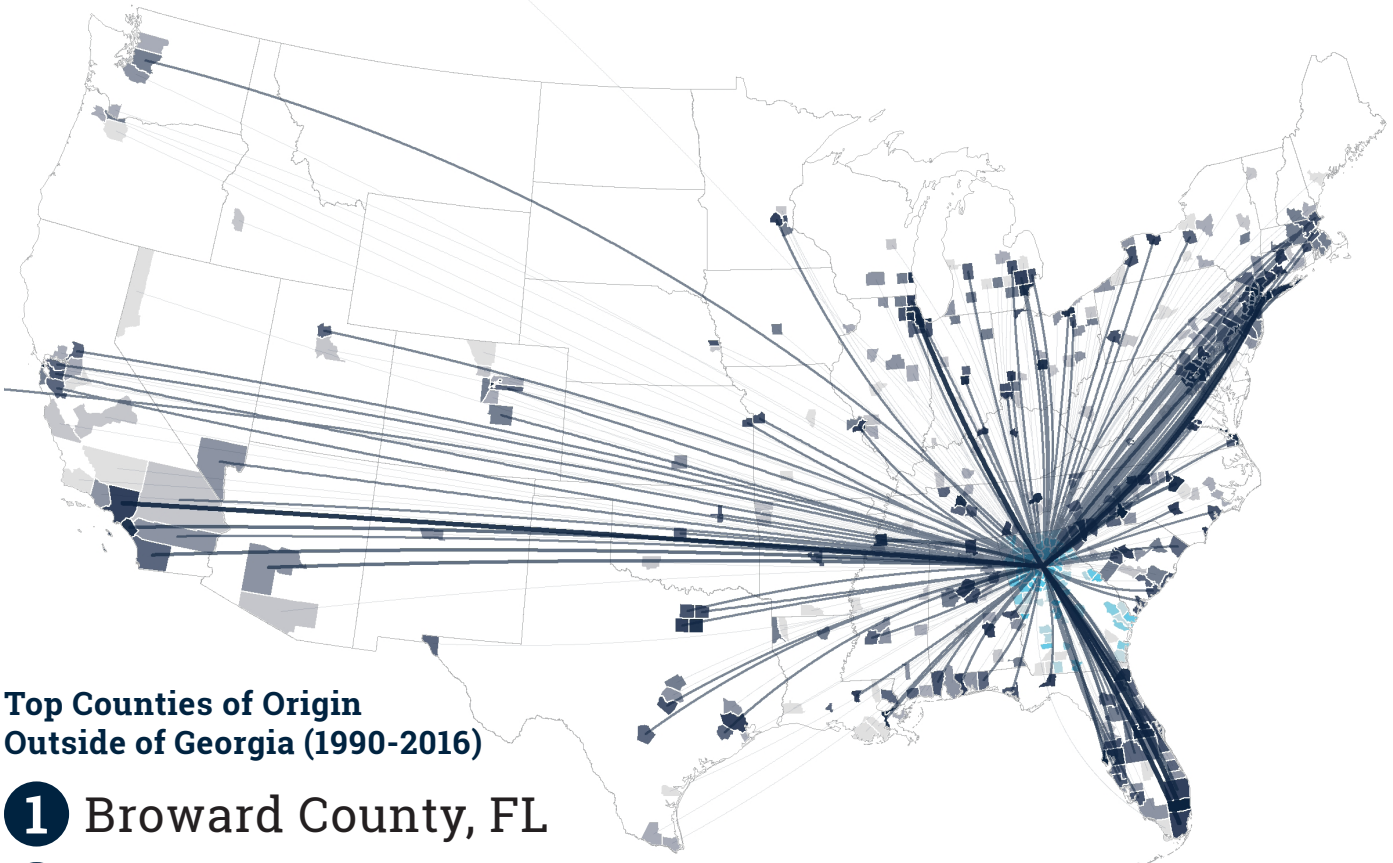 Top Counties of Origin
Outside of Georgia (1990-2016)
1 Broward County, FL